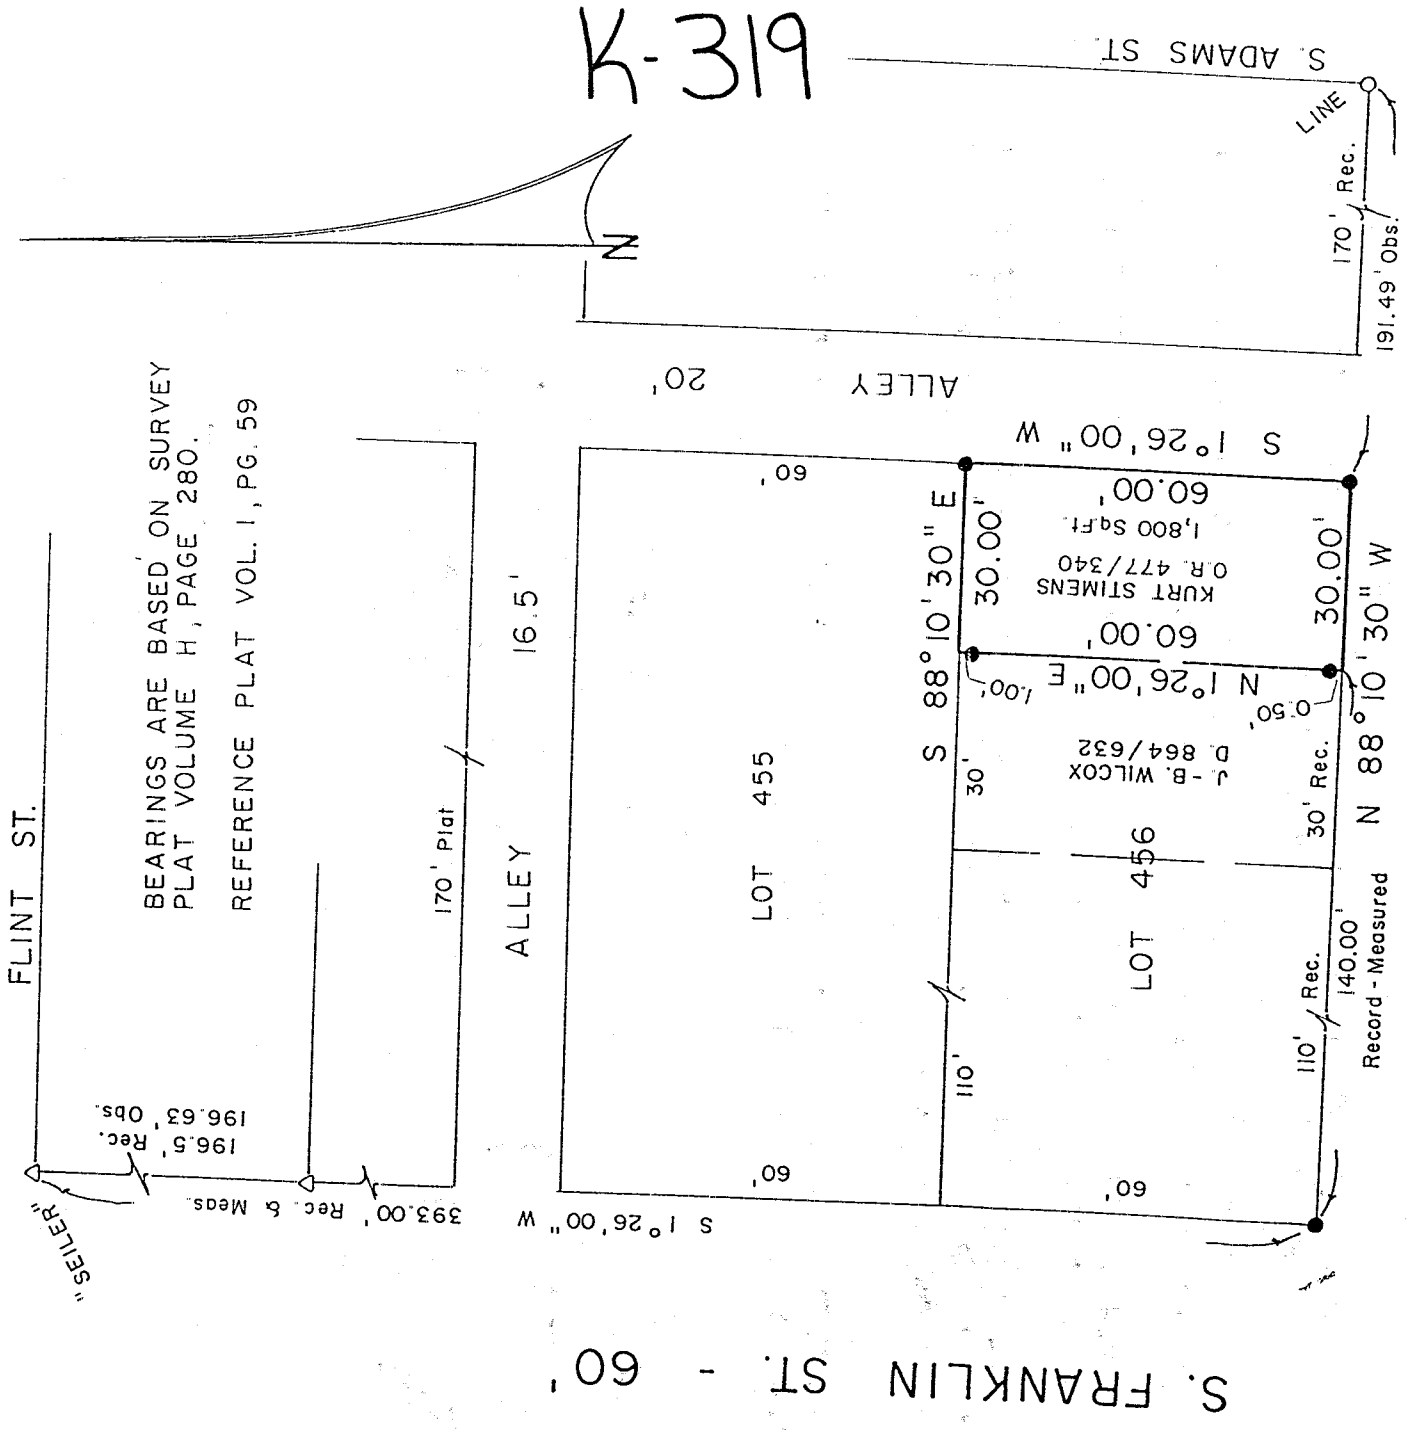 K-319
S. ADAMS ST.
LINE
170' Rec.
191.49' Obs.
N
20' ALLEY
BEARINGS ARE BASED ON SURVEY
PLAT VOLUME H, PAGE 280.
REFERENCE PLAT VOL. 1, PG. 59
FLINT ST.
170' Plat
ALLEY 16.5'
60'
LOT 455
S 1°26'00" W
60.00'
1,800 Sq.Ft.
O.R. 477/340
KURT STIMENS
60.00'
N 1°26'00" E
S 88°10'30" E
30.00'
30.00'
N 88°10'30" W
1.00'
0.50'
J.-B. WILCOX
D. 864/632
30'
30' Rec.
LOT 456
110'
110' Rec.
140.00'
Record - Measured
60'
60'
S 1°26'00" W
393.00' Rec. & Meas.
196.5' Rec.
196.63' Obs.
"SEILER"
S. FRANKLIN ST. - 60'